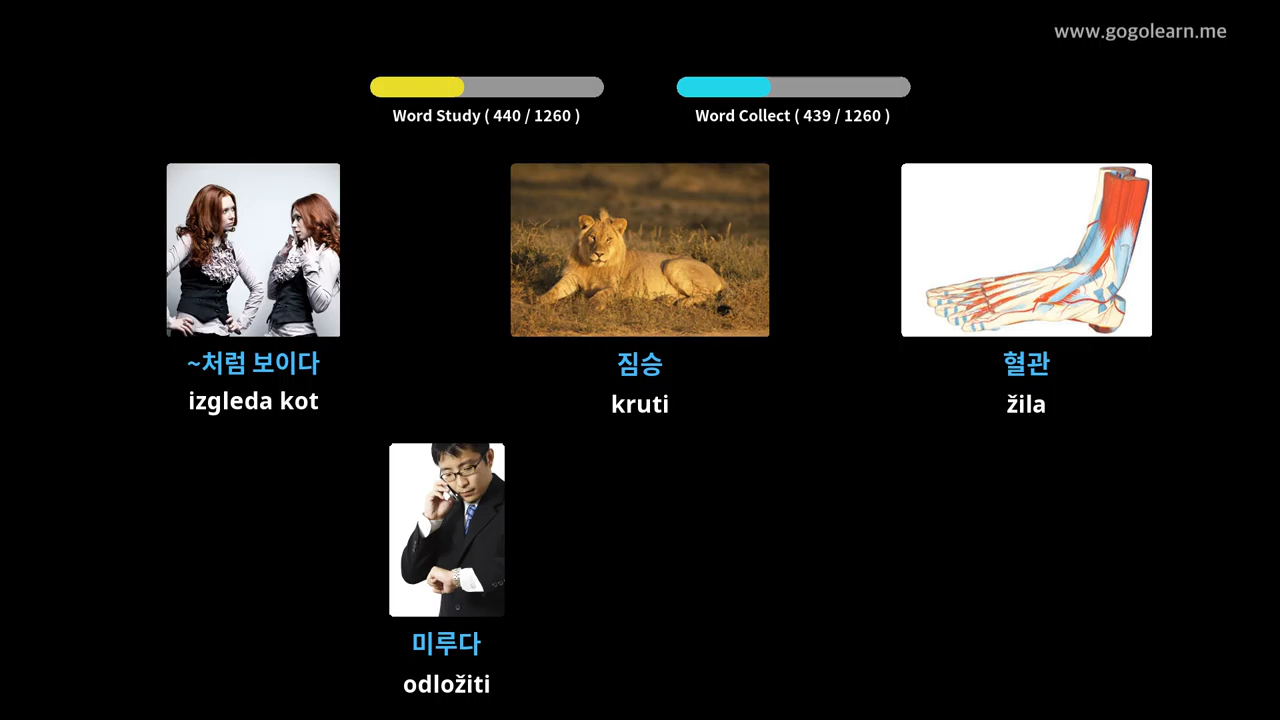 www.gogolearn.me
Word Study ( 440 / 1260 )
Word Collect ( 439 / 1260 )
~처럼 보이다
izgleda kot
짐승
kruti
혈관
žila
미루다
odložiti